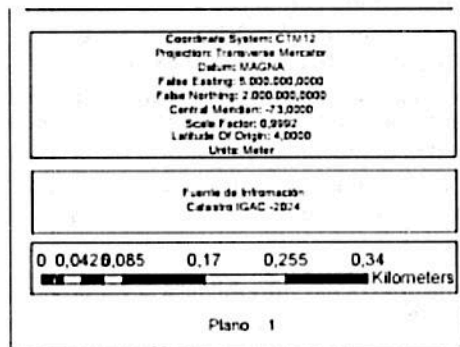 Coordinate System: CTM12
Projection: Transverse Mercator
Datum: MAGNA
False Easting: 5.000.000,0000
False Northing: 2.000.000,0000
Central Meridian: -73,0000
Scale Factor: 0,9992
Latitude Of Origin: 4,0000
Units: Meter
Fuente de Infromación
Catastro IGAC -2024
0 0,0425 0,085 0,17 0,255 0,34
Kilometers
Plano 1